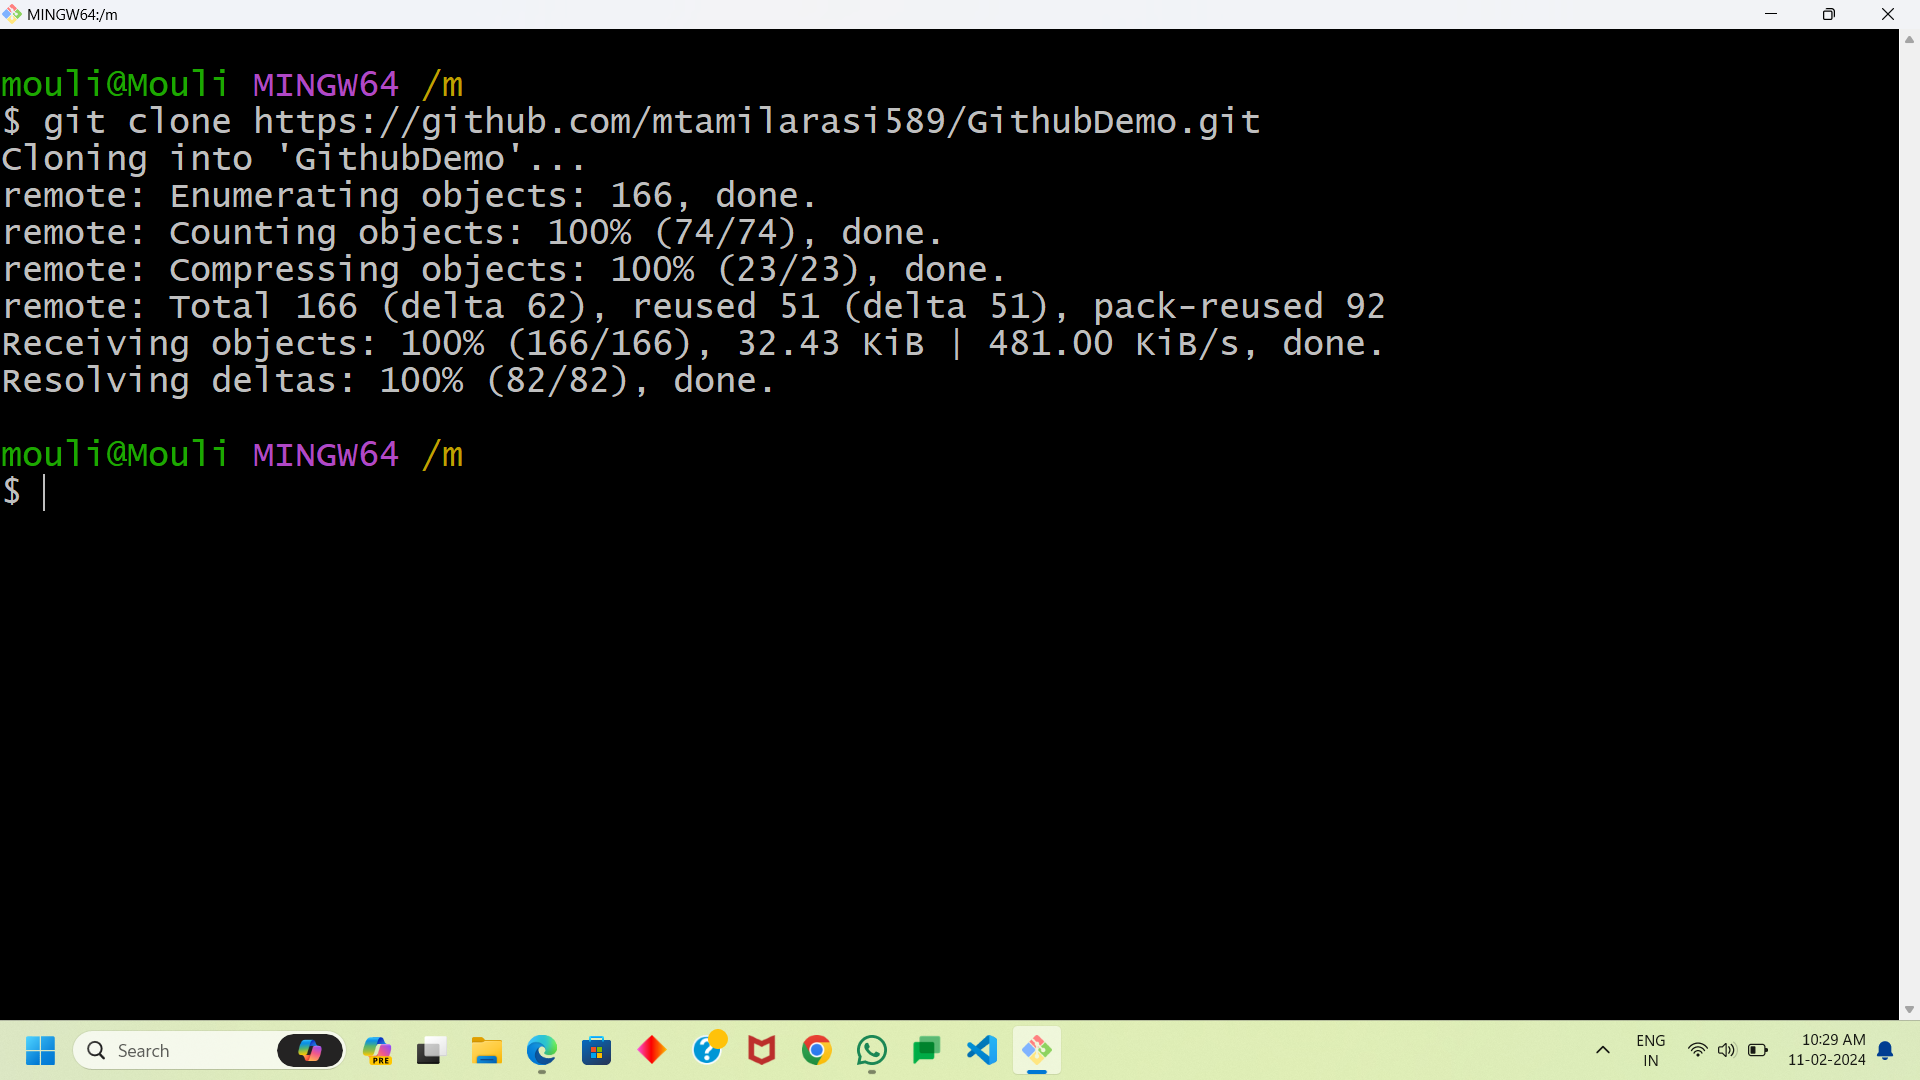 MINGW64:/m
mouli@Mouli MINGW64 /m
$ git clone https://github.com/mtamilarasi589/GithubDemo.git
Cloning into 'GithubDemo'...
remote: Enumerating objects: 166, done.
remote: Counting objects: 100% (74/74), done.
remote: Compressing objects: 100% (23/23), done.
remote: Total 166 (delta 62), reused 51 (delta 51), pack-reused 92
Receiving objects: 100% (166/166), 32.43 KiB | 481.00 KiB/s, done.
Resolving deltas: 100% (82/82), done.
mouli@Mouli MINGW64 /m
$
Search
PRE
ENG
IN
10:29 AM
11-02-2024